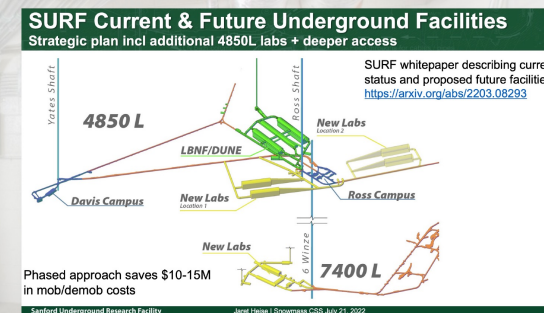 SURF Current & Future Underground Facilities
Strategic plan incl additional 4850L labs + deeper access
SURF whitepaper describing curre
status and proposed future facilitie
https://arxiv.org/abs/2203.08293
Yates Shaft
Ross Shaft
4850 L
New Labs
Location 2
LBNF/DUNE
Davis Campus
New Labs
Location 1
Ross Campus
New Labs
6 Winze
7400 L
Phased approach saves $10-15M
in mob/demob costs
Sanford Underground Research Facility
Jaret Heise | Snowmass CSS July 21, 2022